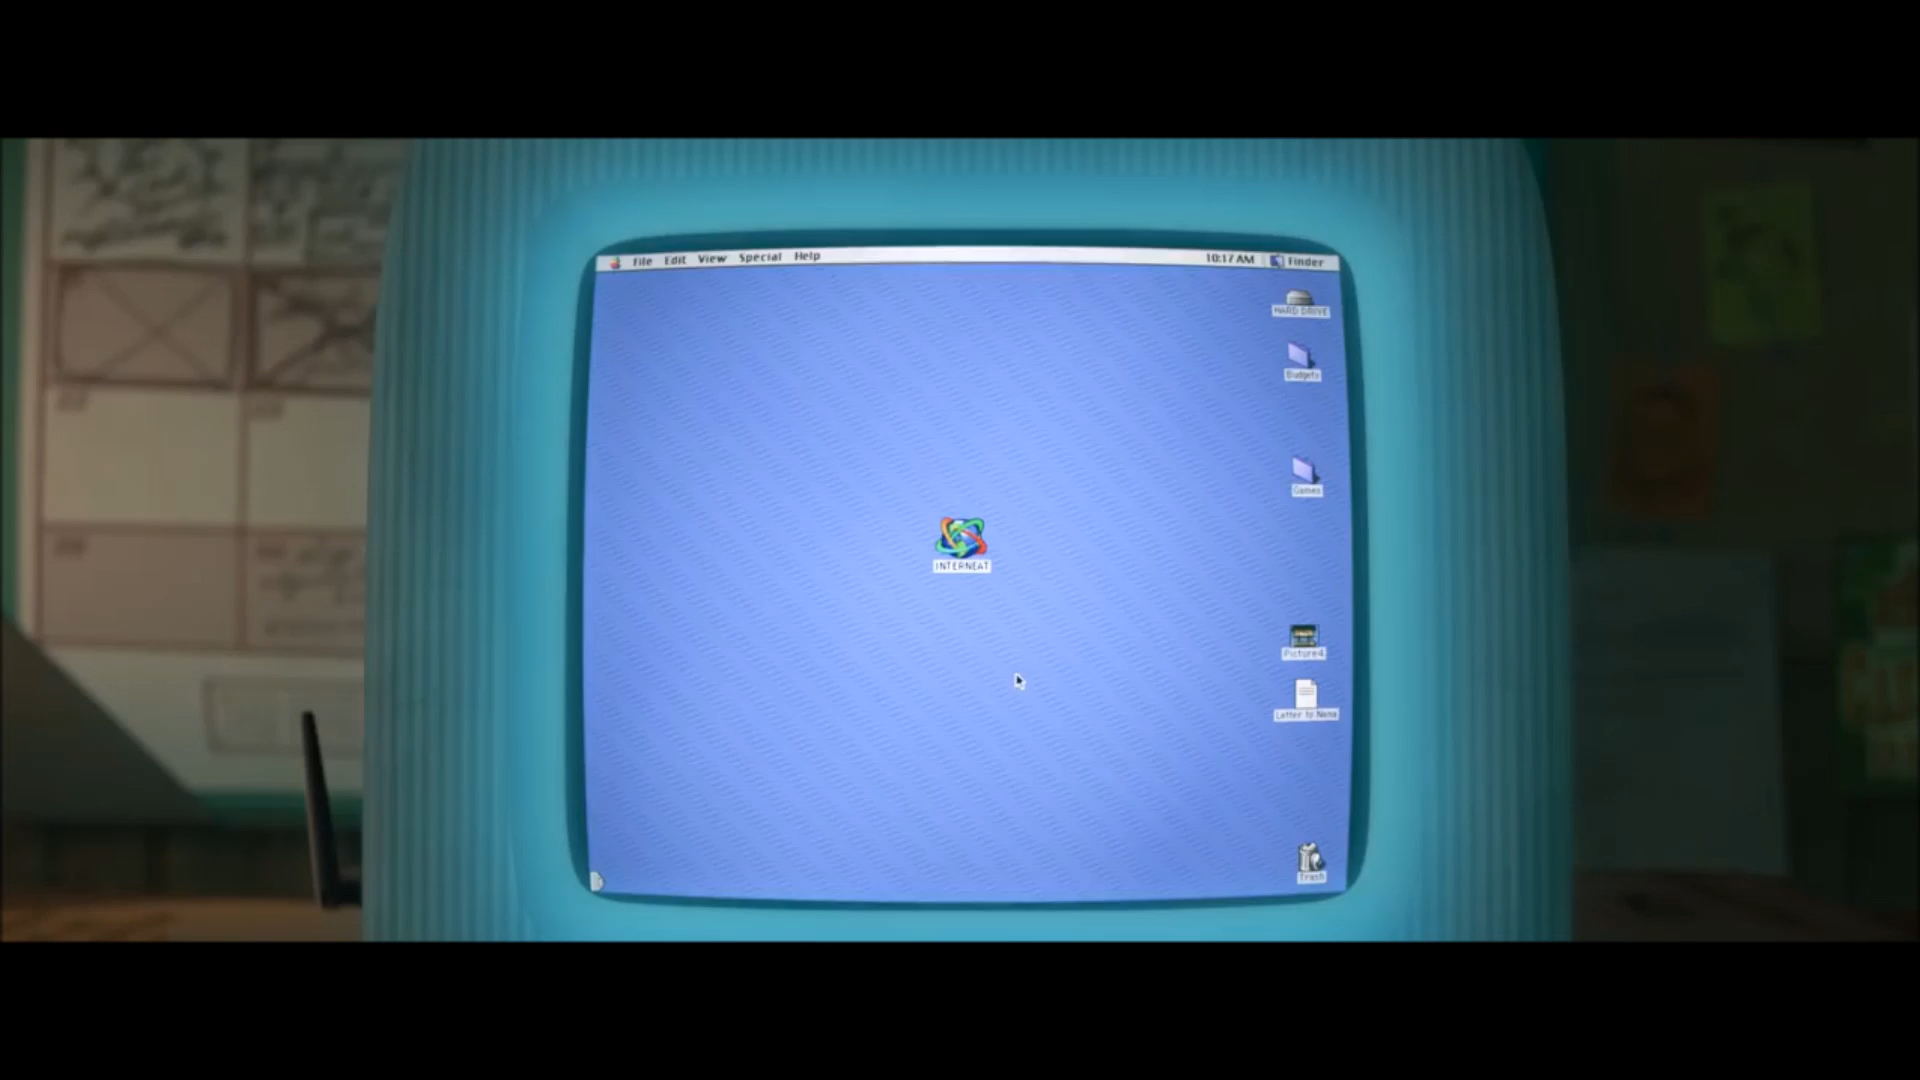 File Edit View Special Help 10:17 AM Finder
HARD DRIVE
Budgets
Games
INTERNEAT
Picture4
Letter to Nana
Trash